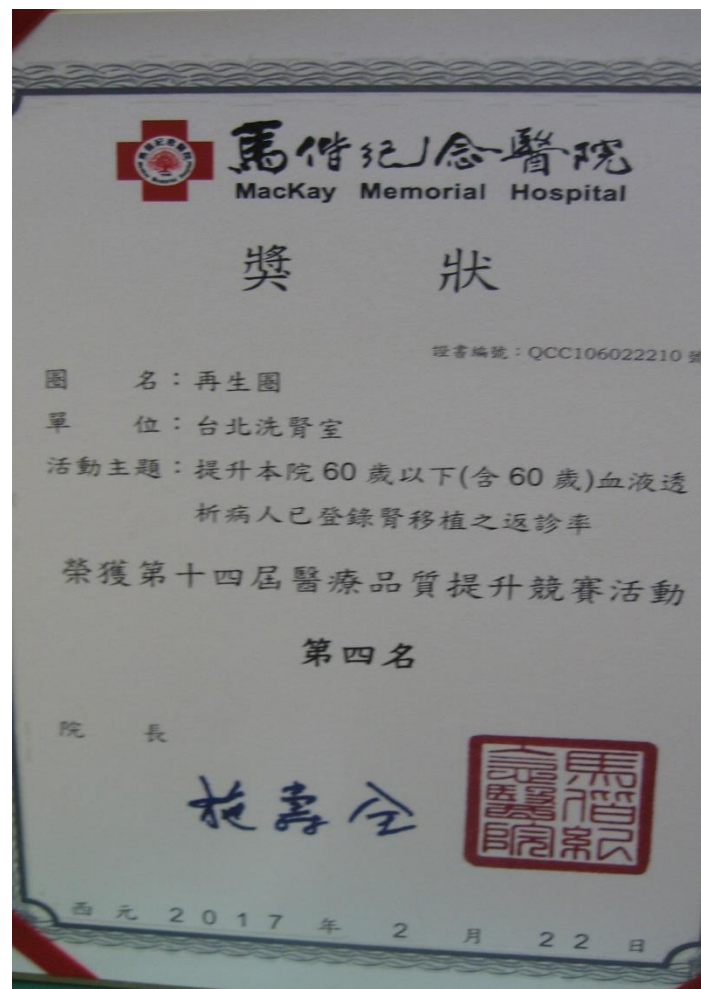 馬偕紀念醫院
MacKay Memorial Hospital
獎 狀
證書編號：QCC106022210 號
圈 名：再生圈
單 位：台北洗腎室
活動主題：提升本院 60 歲以下(含 60 歲)血液透
析病人已登錄腎移植之返診率
榮獲第十四屆醫療品質提升競賽活動
第四名
院 長
施壽全
馬偕紀念醫院
西元 2017 年 2 月 22 日